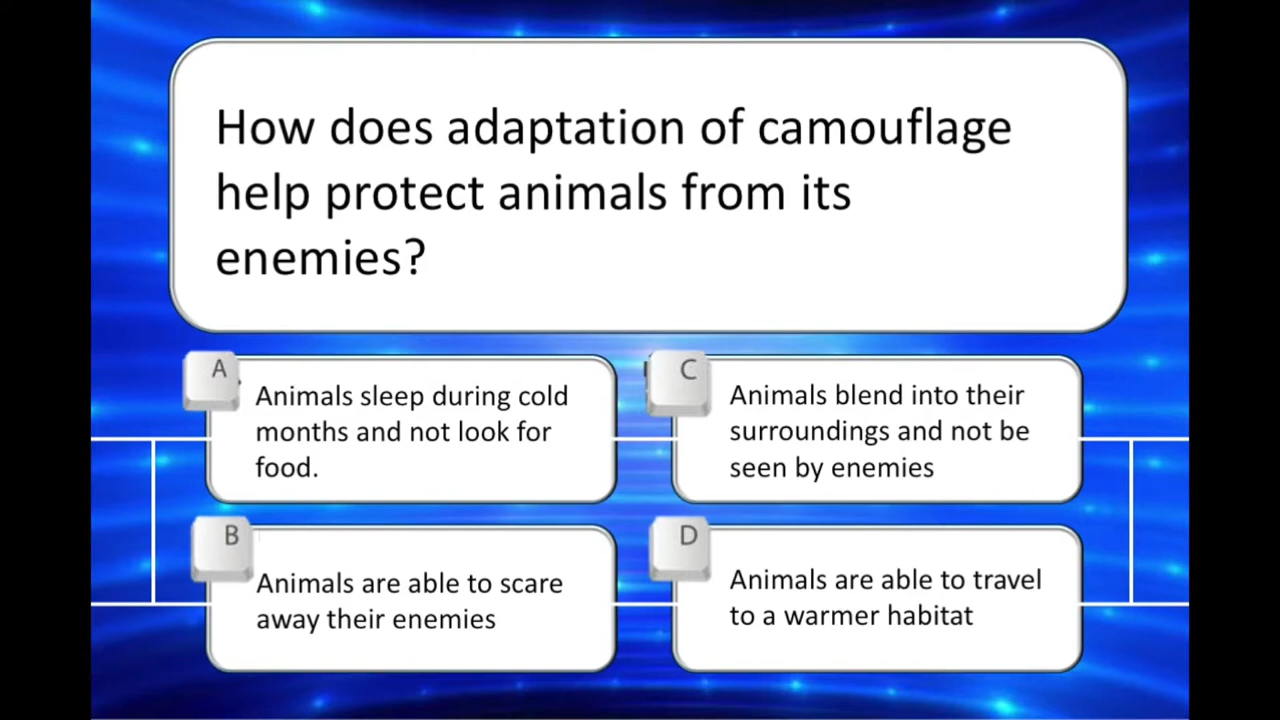 How does adaptation of camouflage
help protect animals from its
enemies?
A
Animals sleep during cold
months and not look for
food.
B
Animals are able to scare
away their enemies
C
Animals blend into their
surroundings and not be
seen by enemies
D
Animals are able to travel
to a warmer habitat